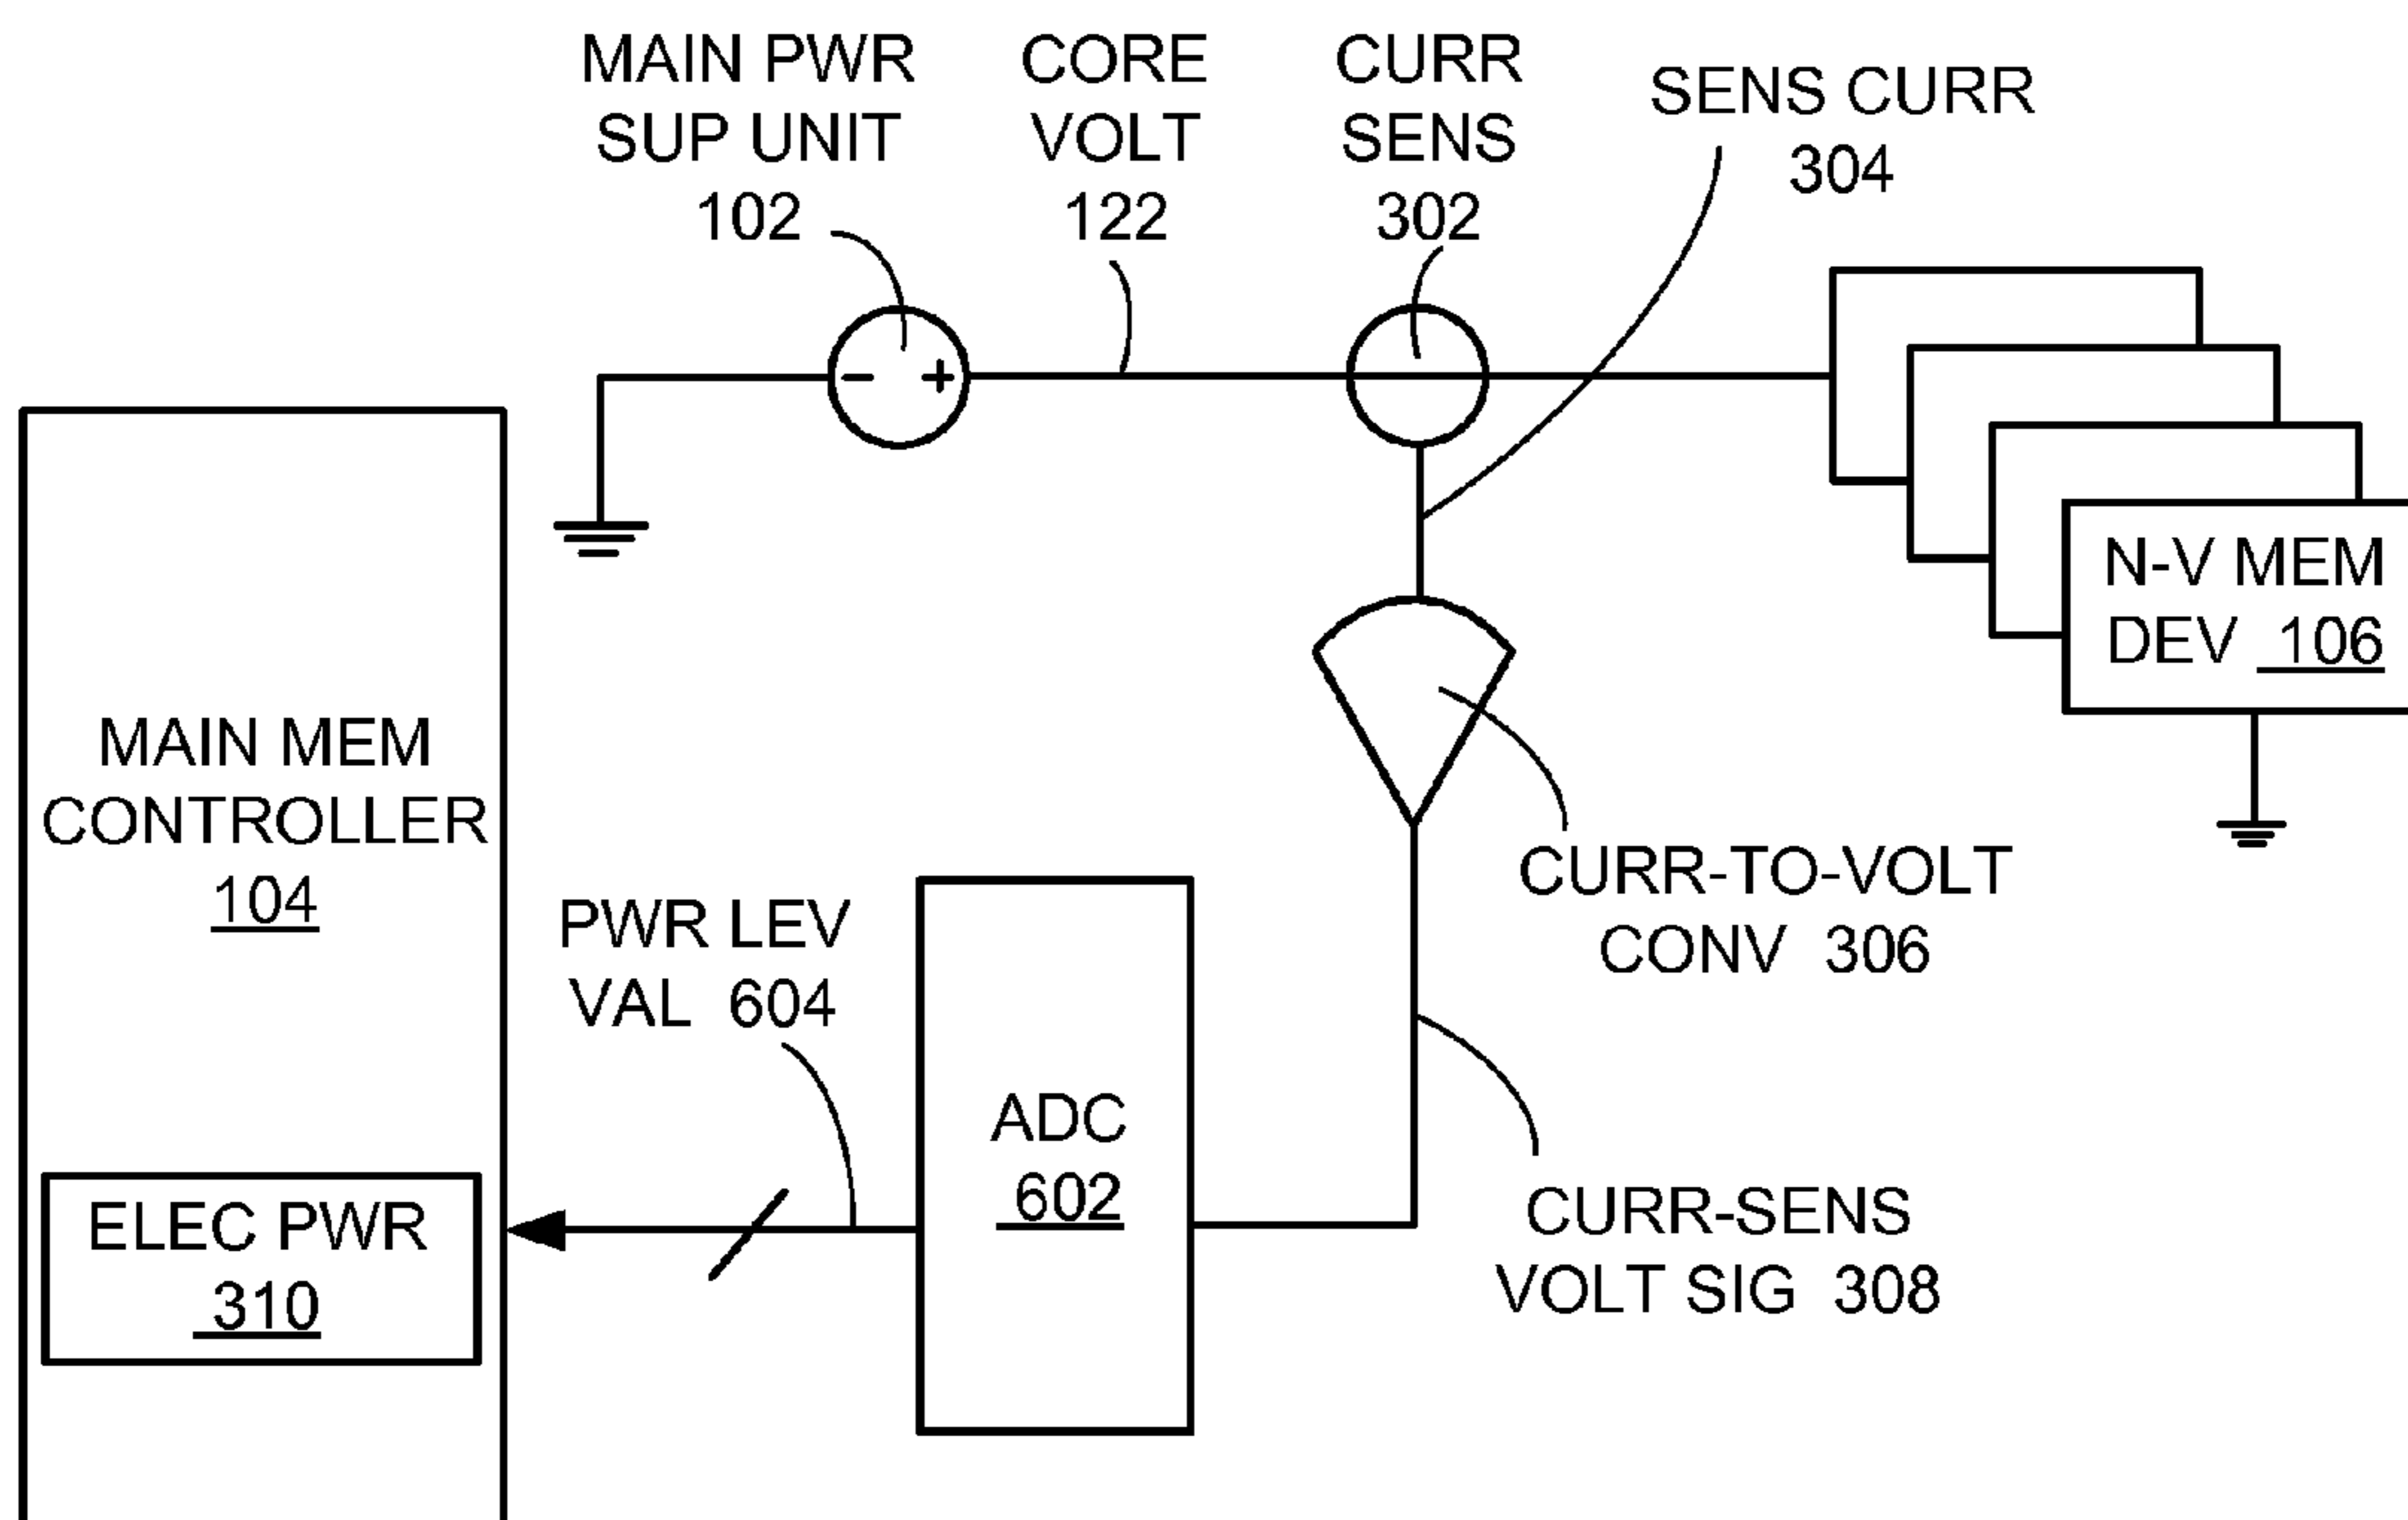 MAIN PWR
SUP UNIT
102
CORE
VOLT
122
CURR
SENS
302
SENS CURR
304
− +
N-V MEM
DEV 106
MAIN MEM
CONTROLLER
104
CURR-TO-VOLT
CONV 306
PWR LEV
VAL 604
ADC
602
ELEC PWR
310
CURR-SENS
VOLT SIG 308